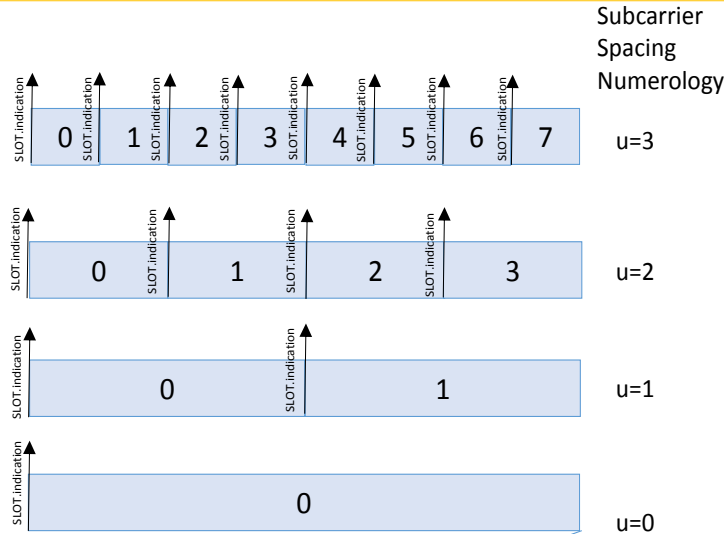 Subcarrier
Spacing
Numerology
SLOT.indication SLOT.indication SLOT.indication SLOT.indication SLOT.indication SLOT.indication SLOT.indication SLOT.indication
0 1 2 3 4 5 6 7 u=3
SLOT.indication SLOT.indication SLOT.indication SLOT.indication
0 1 2 3 u=2
SLOT.indication SLOT.indication
0 1 u=1
SLOT.indication
0
u=0